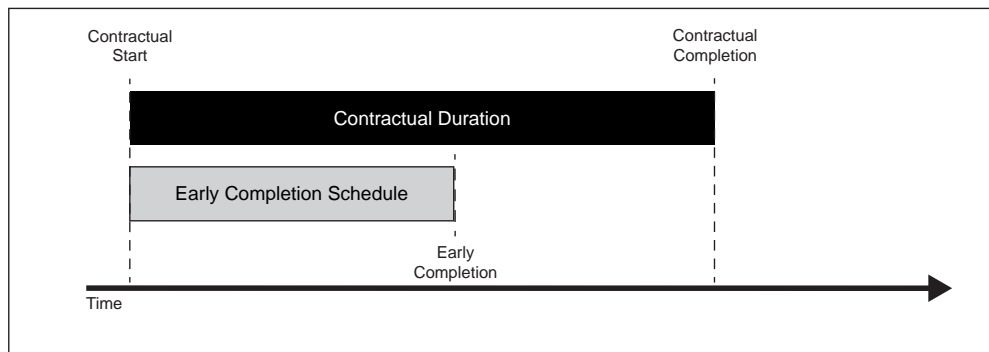 Contractual
Start
Contractual
Completion
Contractual Duration
Early Completion Schedule
Early
Completion
Time